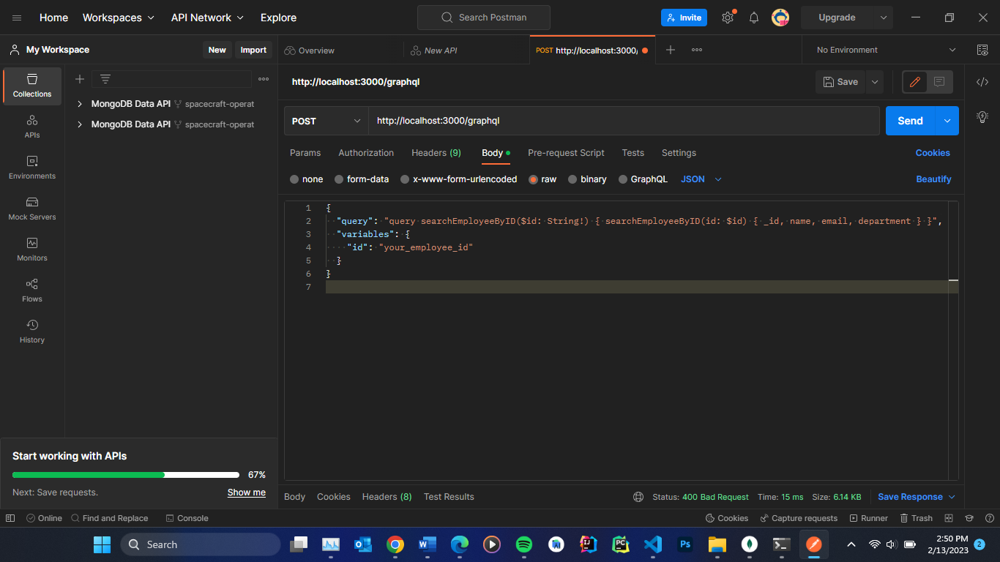 Home Workspaces API Network Explore Search Postman Invite Upgrade
My Workspace New Import Overview New API POST http://localhost:3000/ No Environment
Collections
APIs
Environments
Mock Servers
Monitors
Flows
History
MongoDB Data API spacecraft-operat
MongoDB Data API spacecraft-operat
http://localhost:3000/graphql Save
POST http://localhost:3000/graphql Send
Params Authorization Headers (9) Body Pre-request Script Tests Settings Cookies
none form-data x-www-form-urlencoded raw binary GraphQL JSON Beautify
1 {
2 "query": "query searchEmployeeByID($id: String!) { searchEmployeeByID(id: $id) { _id, name, email, department } }",
3 "variables": {
4 "id": "your_employee_id"
5 }
6 }
7
Start working with APIs
67%
Next: Save requests. Show me
Body Cookies Headers (8) Test Results Status: 400 Bad Request Time: 15 ms Size: 6.14 KB Save Response
Online Find and Replace Console Cookies Capture requests Runner Trash
Search
2:50 PM
2/13/2023
2